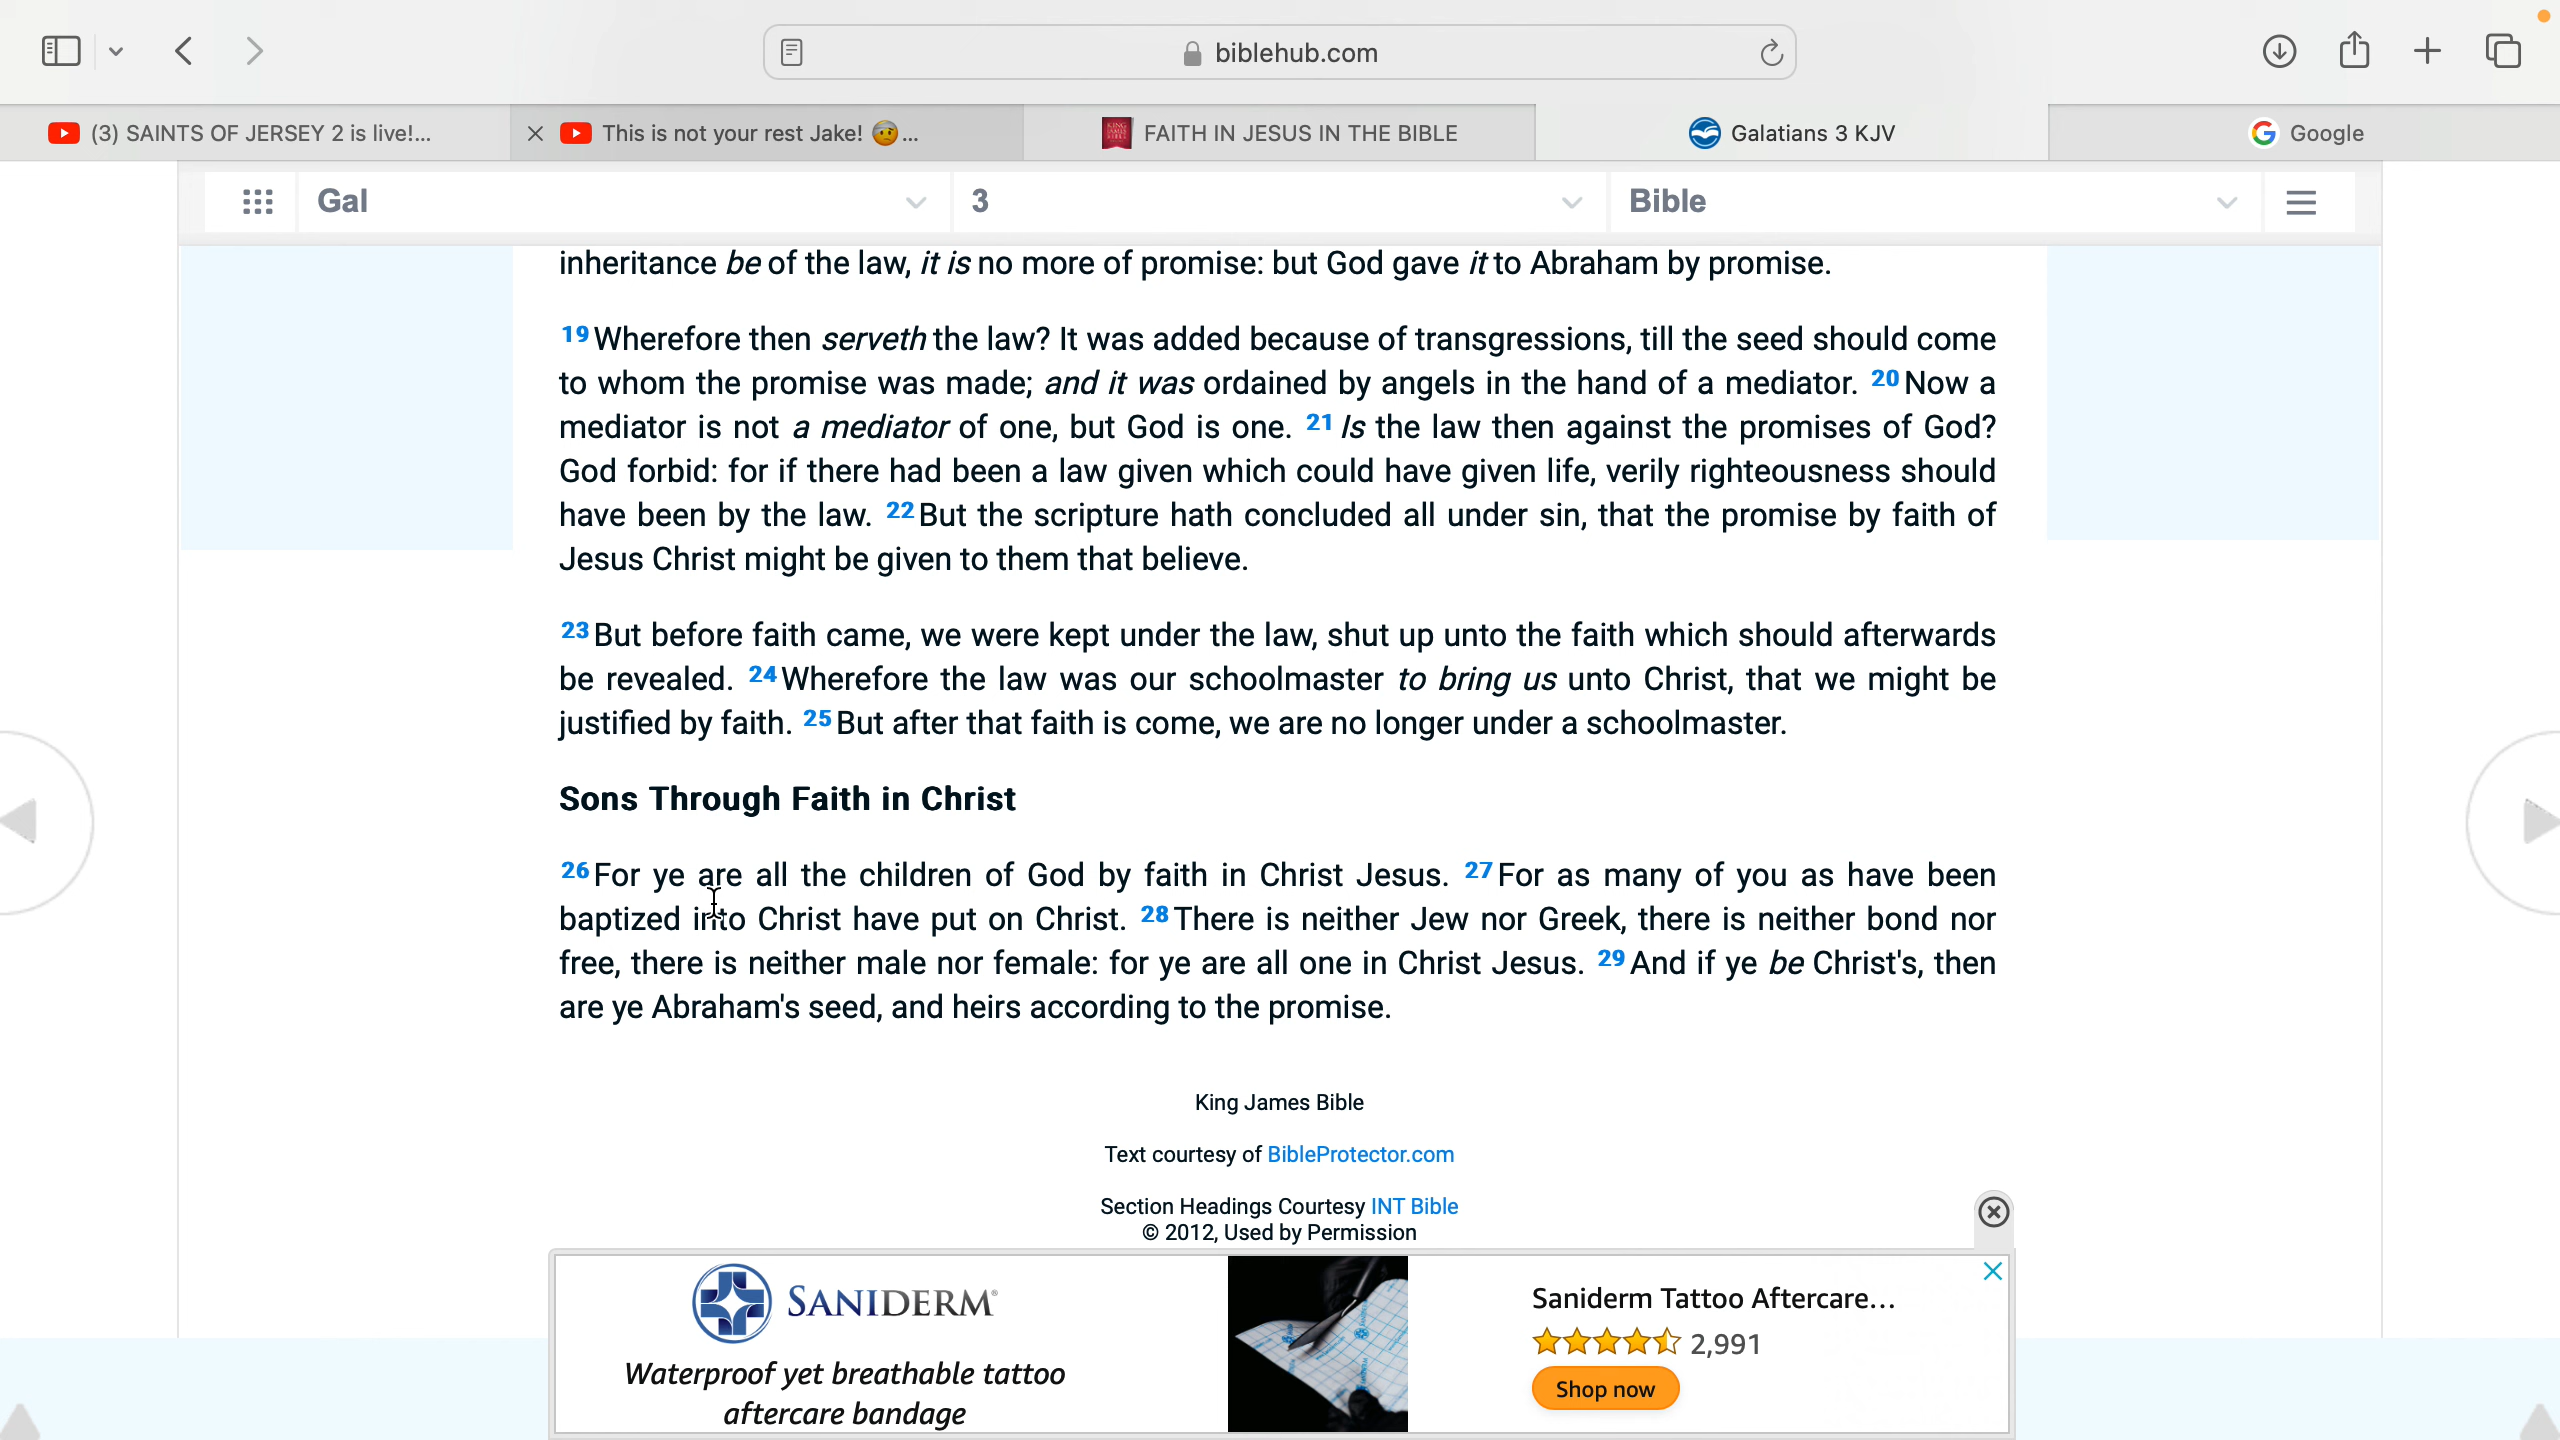 biblehub.com
(3) SAINTS OF JERSEY 2 is live!...
This is not your rest Jake! 🤕...
FAITH IN JESUS IN THE BIBLE
Galatians 3 KJV
Google
Gal
3
Bible
inheritance be of the law, it is no more of promise: but God gave it to Abraham by promise.
19 Wherefore then serveth the law? It was added because of transgressions, till the seed should come
to whom the promise was made; and it was ordained by angels in the hand of a mediator. 20 Now a
mediator is not a mediator of one, but God is one. 21 Is the law then against the promises of God?
God forbid: for if there had been a law given which could have given life, verily righteousness should
have been by the law. 22 But the scripture hath concluded all under sin, that the promise by faith of
Jesus Christ might be given to them that believe.
23 But before faith came, we were kept under the law, shut up unto the faith which should afterwards
be revealed. 24 Wherefore the law was our schoolmaster to bring us unto Christ, that we might be
justified by faith. 25 But after that faith is come, we are no longer under a schoolmaster.
Sons Through Faith in Christ
26 For ye are all the children of God by faith in Christ Jesus. 27 For as many of you as have been
baptized into Christ have put on Christ. 28 There is neither Jew nor Greek, there is neither bond nor
free, there is neither male nor female: for ye are all one in Christ Jesus. 29 And if ye be Christ's, then
are ye Abraham's seed, and heirs according to the promise.
King James Bible
Text courtesy of BibleProtector.com
Section Headings Courtesy INT Bible
© 2012, Used by Permission
SANIDERM®
Waterproof yet breathable tattoo
aftercare bandage
Saniderm Tattoo Aftercare...
2,991
Shop now